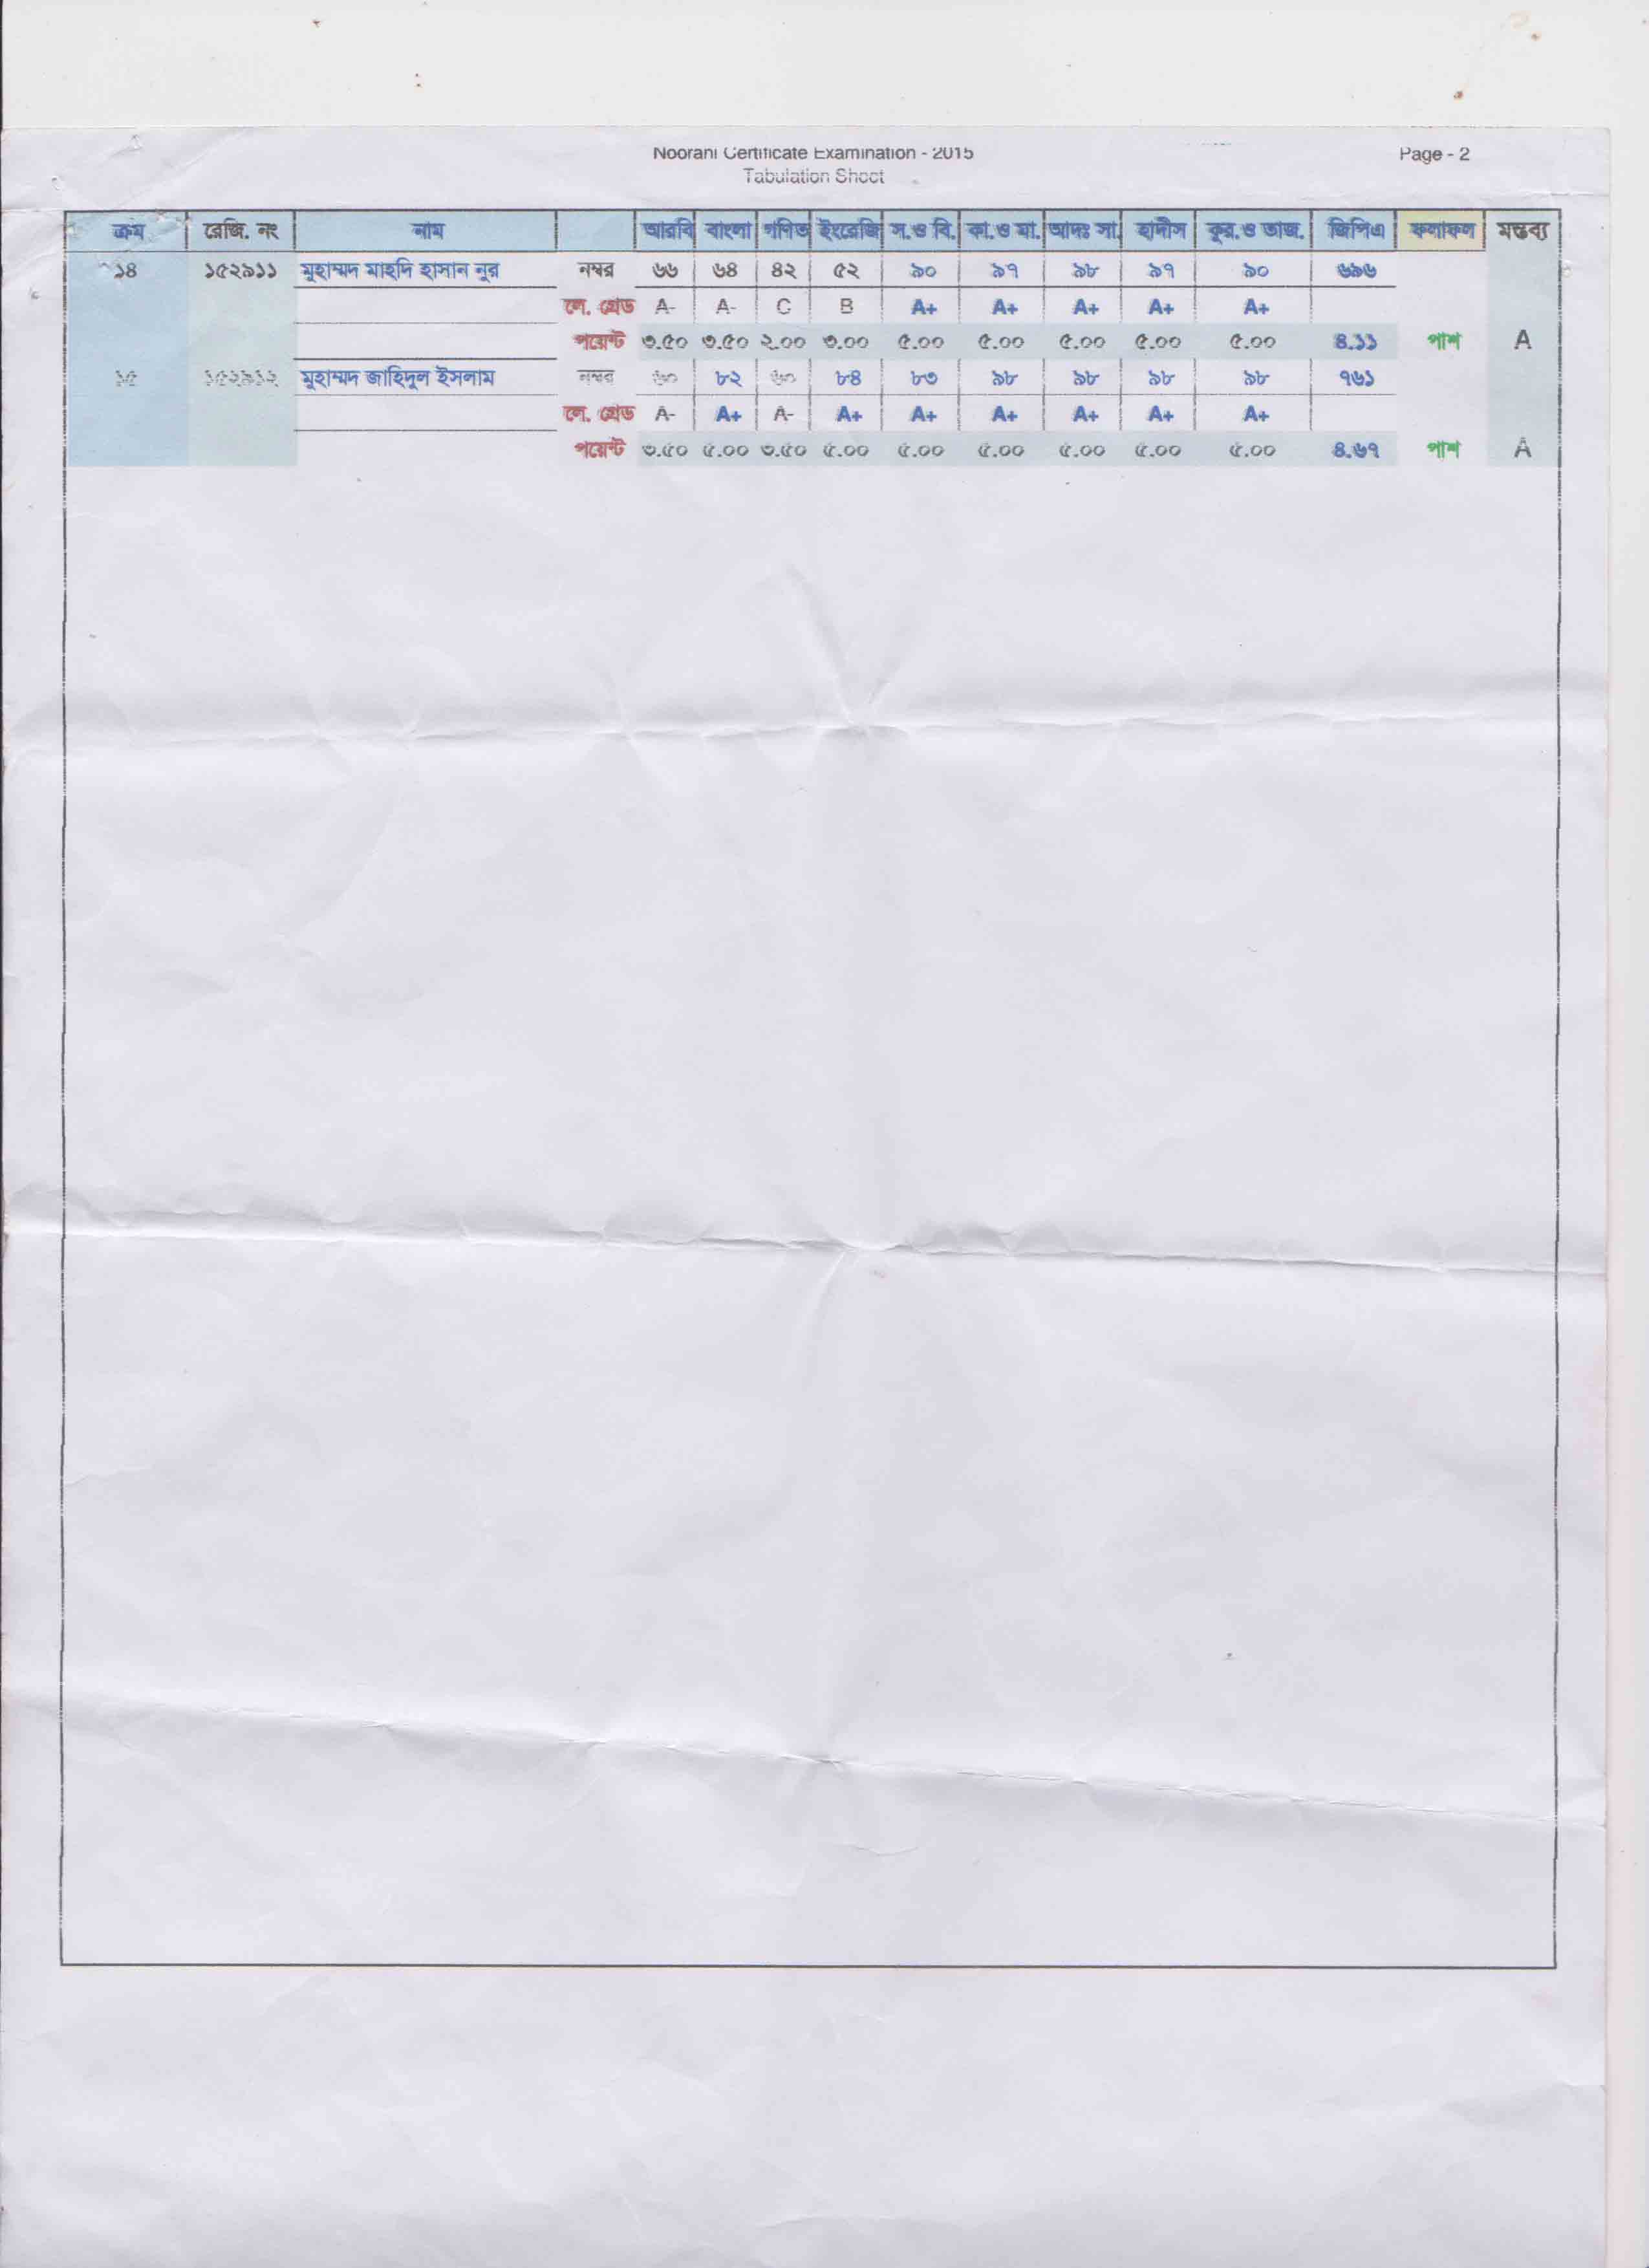 Noorani Certificate Examination - 2015 Page - 2
Tabulation Sheet
ক্রম রেজি. নং নাম আরবি বাংলা গণিত ইংরেজি স.ও বি. কা.ও মা. আদঃ সা. হাদীস কুর.ও তাজ. জিপিএ ফলাফল মন্তব্য
১৪ ১৫২৯১১ মুহাম্মদ মাহদি হাসান নুর নম্বর ৬৬ ৬৪ ৪২ ৫২ ৯০ ৯৭ ৯৮ ৯৭ ৯০ ৬৯৬
লে. গ্রেড A- A- C B A+ A+ A+ A+ A+
পয়েন্ট ৩.৫০ ৩.৫০ ২.০০ ৩.০০ ৫.০০ ৫.০০ ৫.০০ ৫.০০ ৫.০০ ৪.১১ পাশ A
১৫ ১৫২৯১২ মুহাম্মদ জাহিদুল ইসলাম নম্বর ৬০ ৮২ ৬০ ৮৪ ৮৩ ৯৮ ৯৮ ৯৮ ৯৮ ৭৬১
লে. গ্রেড A- A+ A- A+ A+ A+ A+ A+ A+
পয়েন্ট ৩.৫০ ৫.০০ ৩.৫০ ৫.০০ ৫.০০ ৫.০০ ৫.০০ ৫.০০ ৫.০০ ৪.৬৭ পাশ A